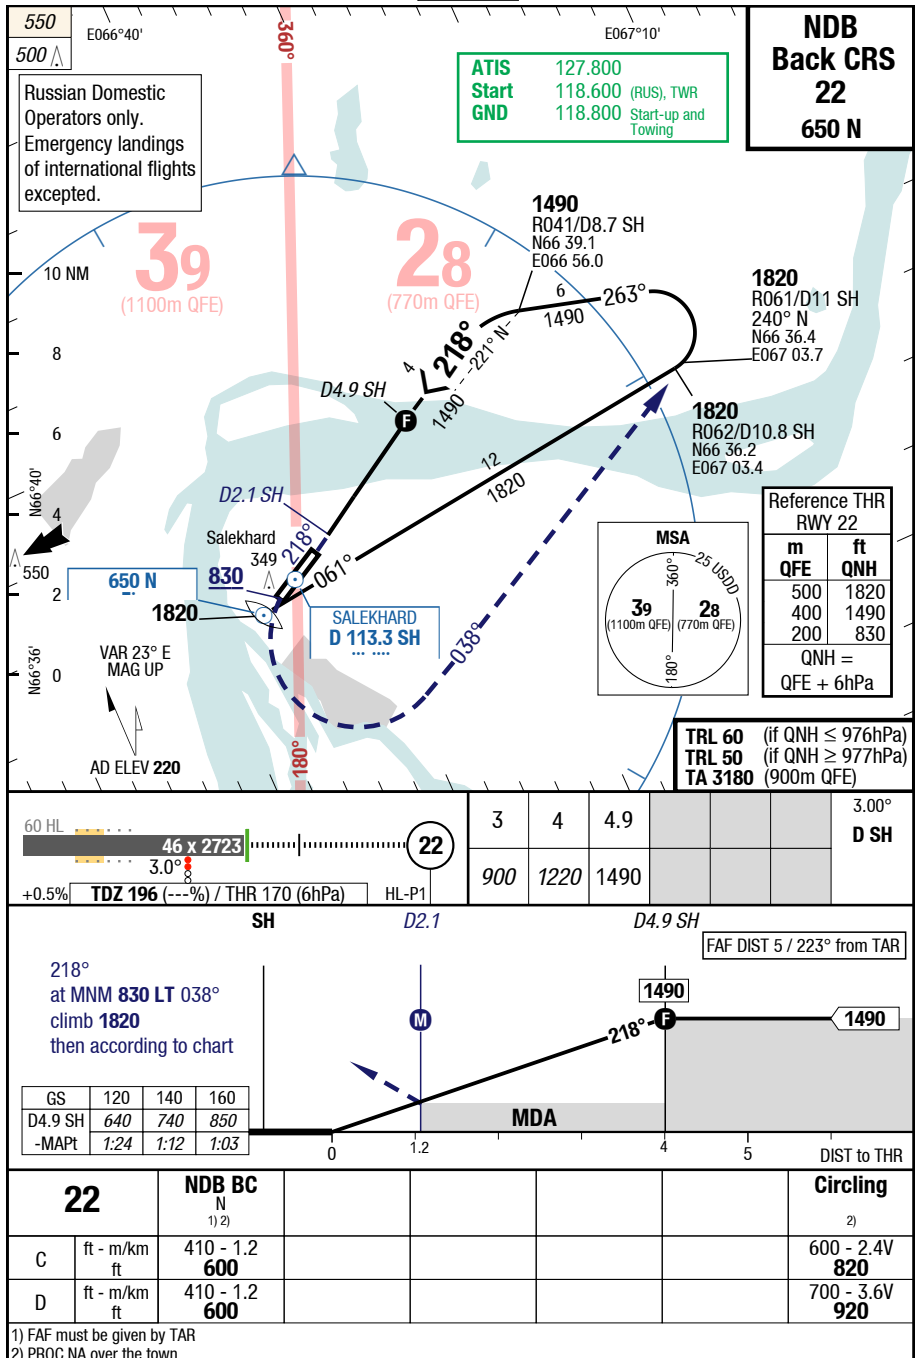 550
500
E066°40'
E067°10'
360°
NDB
Back CRS
22
650 N
ATIS 127.800
Start 118.600 (RUS), TWR
GND 118.800 Start-up and
Towing
Russian Domestic
Operators only.
Emergency landings
of international flights
excepted.
39
(1100m QFE)
28
(770m QFE)
1490
R041/D8.7 SH
N66 39.1
E066 56.0
10 NM
6
1490
263°
1820
R061/D11 SH
240° N
N66 36.4
E067 03.7
8
4
218°
-221° N-
1490
D4.9 SH
F
1820
R062/D10.8 SH
N66 36.2
E067 03.4
6
12
1820
N66°40'
D2.1 SH
4
Salekhard
349
218°
061°
550
650 N
830
2
1820
SALEKHARD
D 113.3 SH
038°
MSA
25 USDD
360°
39
(1100m QFE)
28
(770m QFE)
180°
Reference THR
RWY 22
m ft
QFE QNH
500 1820
400 1490
200 830
QNH =
QFE + 6hPa
N66°36'
0
VAR 23° E
MAG UP
AD ELEV 220
180°
TRL 60 (if QNH ≤ 976hPa)
TRL 50 (if QNH ≥ 977hPa)
TA 3180 (900m QFE)
60 HL
46 x 2723
22
3.0°
+0.5% TDZ 196 (---%) / THR 170 (6hPa) HL-P1
3 4 4.9 3.00°
D SH
900 1220 1490
SH D2.1 D4.9 SH
FAF DIST 5 / 223° from TAR
218°
at MNM 830 LT 038°
climb 1820
then according to chart
M
1490
218°
F
1490
MDA
GS 120 140 160
D4.9 SH 640 740 850
-MAPt 1:24 1:12 1:03
0 1.2 4 5 DIST to THR
22 NDB BC Circling
N
1) 2) 2)
C ft - m/km 410 - 1.2 600 - 2.4V
ft 600 820
D ft - m/km 410 - 1.2 700 - 3.6V
ft 600 920
1) FAF must be given by TAR
2) PROC NA over the town